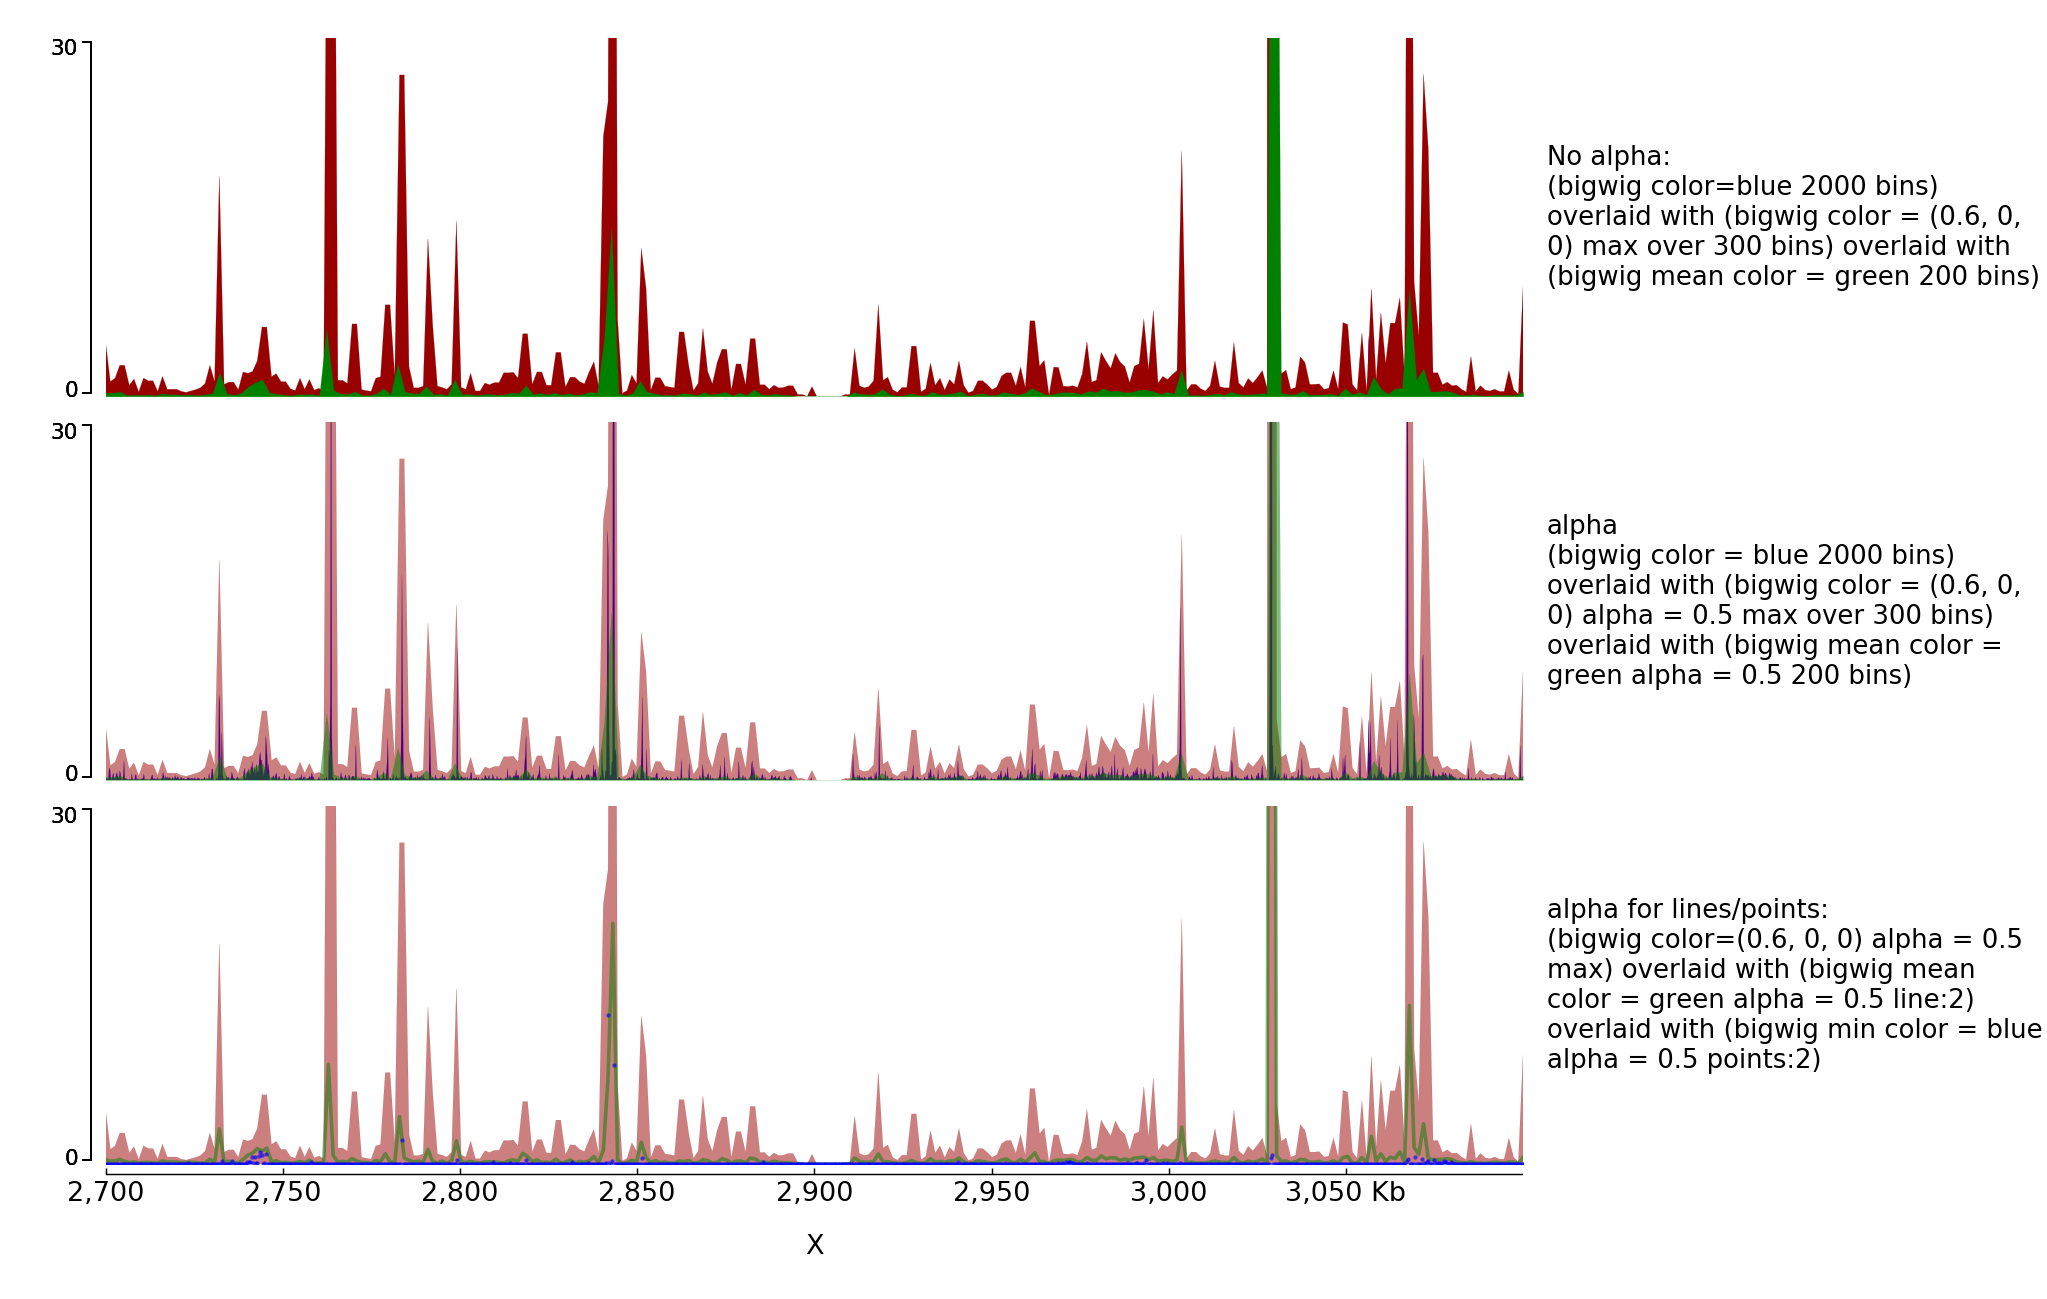 30
0
No alpha:
(bigwig color=blue 2000 bins)
overlaid with (bigwig color = (0.6, 0,
0) max over 300 bins) overlaid with
(bigwig mean color = green 200 bins)
30
0
alpha
(bigwig color = blue 2000 bins)
overlaid with (bigwig color = (0.6, 0,
0) alpha = 0.5 max over 300 bins)
overlaid with (bigwig mean color =
green alpha = 0.5 200 bins)
30
0
alpha for lines/points:
(bigwig color=(0.6, 0, 0) alpha = 0.5
max) overlaid with (bigwig mean
color = green alpha = 0.5 line:2)
overlaid with (bigwig min color = blue
alpha = 0.5 points:2)
2,700 2,750 2,800 2,850 2,900 2,950 3,000 3,050 Kb
X